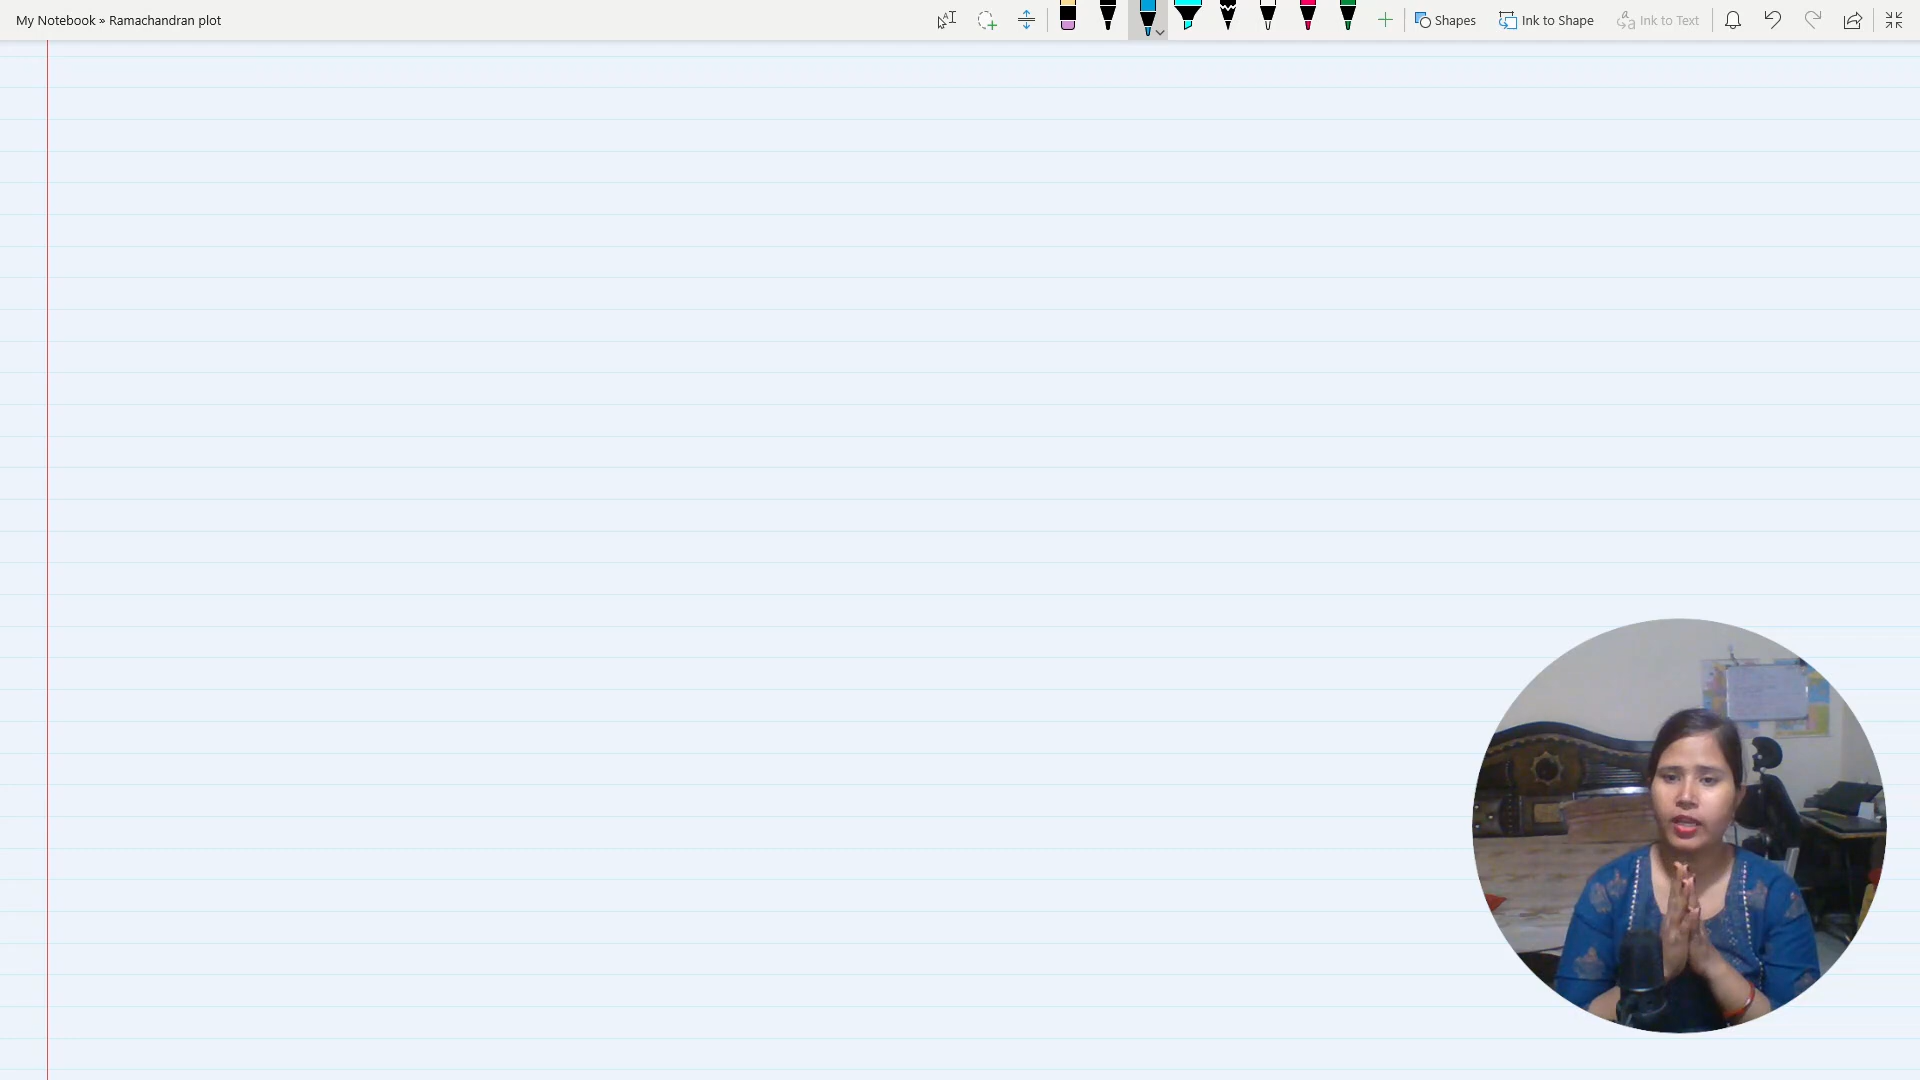 My Notebook » Ramachandran plot
Shapes
Ink to Shape
Ink to Text